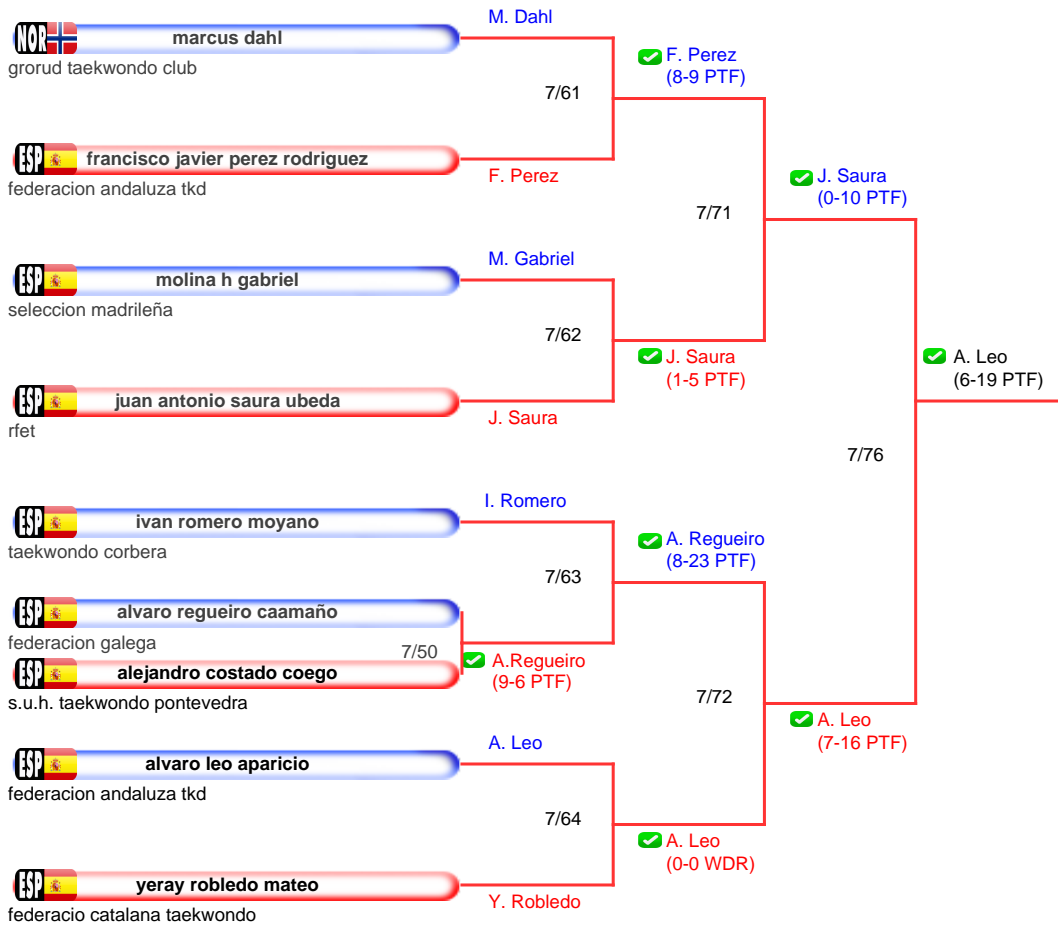 M. Dahl
NOR marcus dahl
grorud taekwondo club
F. Perez
(8-9 PTF)
7/61
ESP francisco javier perez rodriguez
federacion andaluza tkd
F. Perez
J. Saura
(0-10 PTF)
7/71
M. Gabriel
ESP molina h gabriel
seleccion madrileña
7/62
J. Saura
(1-5 PTF)
A. Leo
(6-19 PTF)
ESP juan antonio saura ubeda
rfet
J. Saura
7/76
I. Romero
ESP ivan romero moyano
taekwondo corbera
A. Regueiro
(8-23 PTF)
7/63
ESP alvaro regueiro caamaño
federacion galega
7/50
A.Regueiro
(9-6 PTF)
ESP alejandro costado coego
s.u.h. taekwondo pontevedra
7/72
A. Leo
(7-16 PTF)
A. Leo
ESP alvaro leo aparicio
federacion andaluza tkd
7/64
A. Leo
(0-0 WDR)
ESP yeray robledo mateo
federacio catalana taekwondo
Y. Robledo